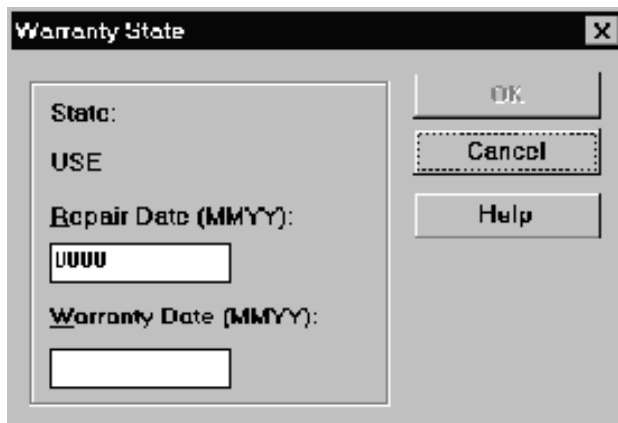 Warranty State
State:
USE
Repair Date (MMYY):
0000
Warranty Date (MMYY):
OK
Cancel
Help